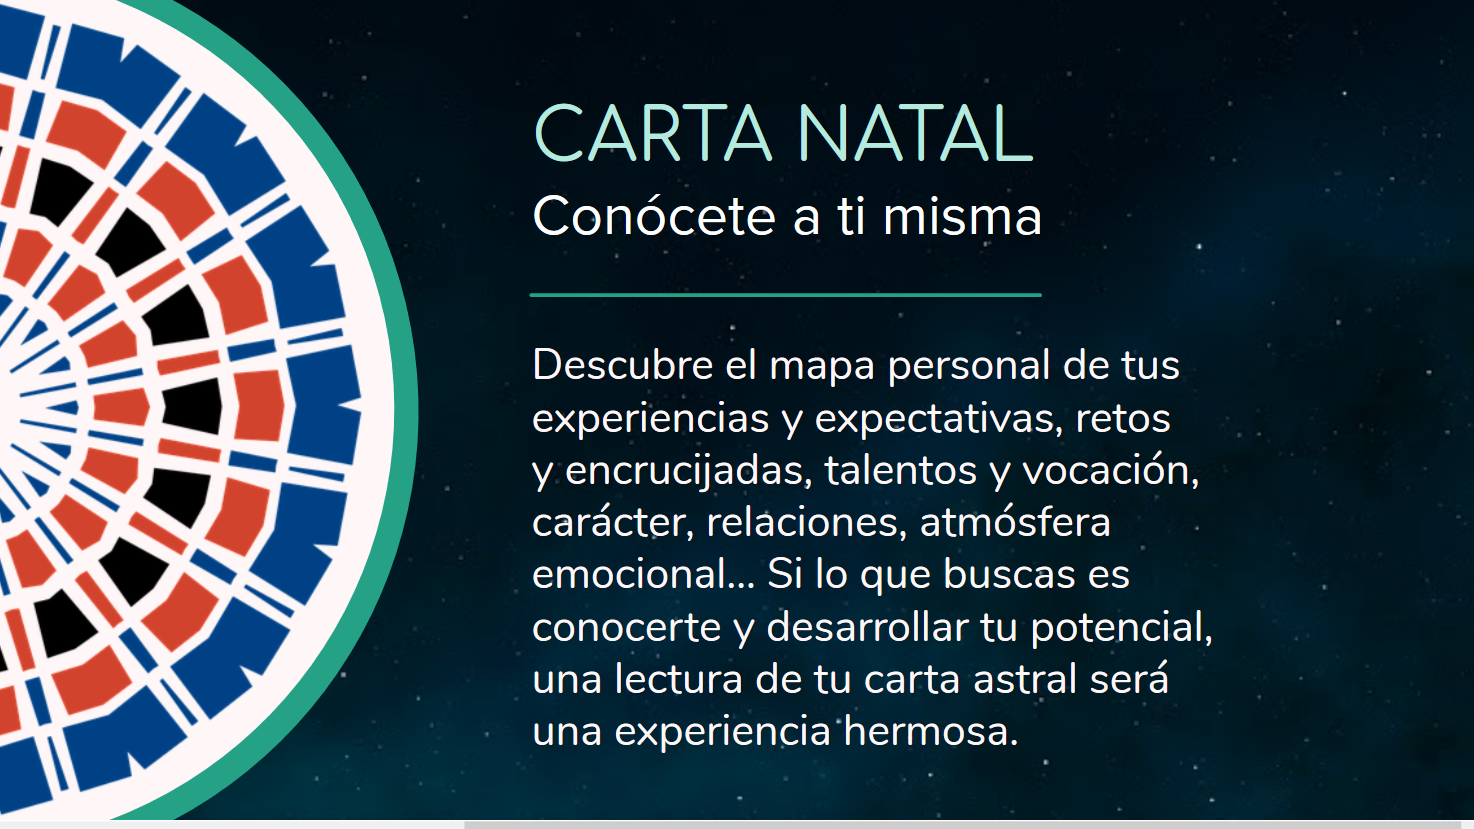 CARTA NATAL
Conócete a ti misma
Descubre el mapa personal de tus
experiencias y expectativas, retos
y encrucijadas, talentos y vocación,
carácter, relaciones, atmósfera
emocional... Si lo que buscas es
conocerte y desarrollar tu potencial,
una lectura de tu carta astral será
una experiencia hermosa.